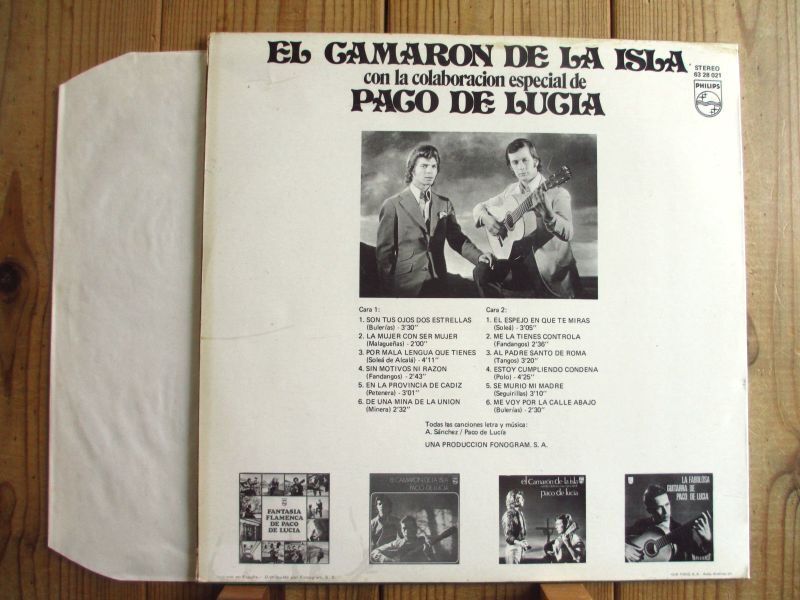 EL CAMARON DE LA ISLA
con la colaboracion especial de
PACO DE LUCIA
STEREO
63 28 021
PHILIPS
Cara 1:
1. SON TUS OJOS DOS ESTRELLAS
(Bulerías) - 3'30"
2. LA MUJER CON SER MUJER
(Malagueñas) - 2'00"
3. POR MALA LENGUA QUE TIENES
(Soleá de Alcalá) - 4'11"
4. SIN MOTIVOS NI RAZON
(Fandangos) - 2'43"
5. EN LA PROVINCIA DE CADIZ
(Petenera) - 3'01"
6. DE UNA MINA DE LA UNION
(Minera) 2'32"
Cara 2:
1. EL ESPEJO EN QUE TE MIRAS
(Soleá) - 3'05"
2. ME LA TIENES CONTROLA
(Fandangos) 2'36"
3. AL PADRE SANTO DE ROMA
(Tangos) 3'20"
4. ESTOY CUMPLIENDO CONDENA
(Polo) - 4'25"
5. SE MURIO MI MADRE
(Seguirillas) 3'10"
6. ME VOY POR LA CALLE ABAJO
(Bulerías) - 2'30"
Todas las canciones letra y música:
A. Sánchez / Paco de Lucía
UNA PRODUCCION FONOGRAM, S. A.
FANTASIA
FLAMENCA
DE PACO
DE LUCIA
EL CAMARON DE LA ISLA
PACO DE LUCIA
el Camarón de la isla
paco de lucia
LA FABULOSA
GUITARRA DE
PACO DE LUCIA